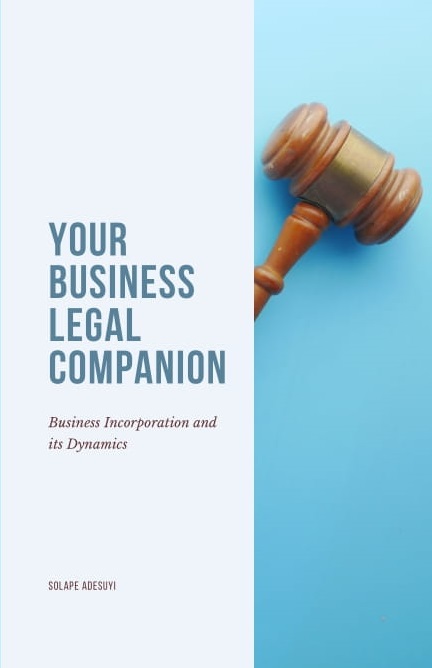 YOUR
BUSINESS
LEGAL
COMPANION
Business Incorporation and
its Dynamics
SOLAPE ADESUYI